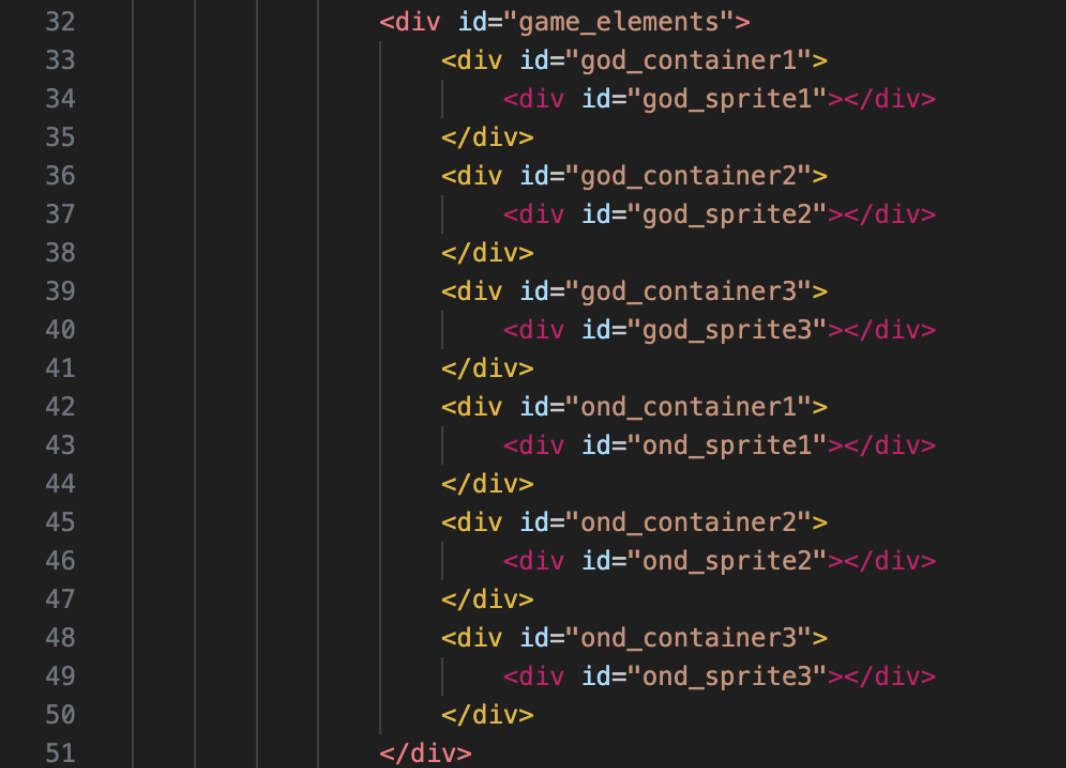 32 <div id="game_elements">
33 <div id="god_container1">
34 <div id="god_sprite1"></div>
35 </div>
36 <div id="god_container2">
37 <div id="god_sprite2"></div>
38 </div>
39 <div id="god_container3">
40 <div id="god_sprite3"></div>
41 </div>
42 <div id="ond_container1">
43 <div id="ond_sprite1"></div>
44 </div>
45 <div id="ond_container2">
46 <div id="ond_sprite2"></div>
47 </div>
48 <div id="ond_container3">
49 <div id="ond_sprite3"></div>
50 </div>
51 </div>